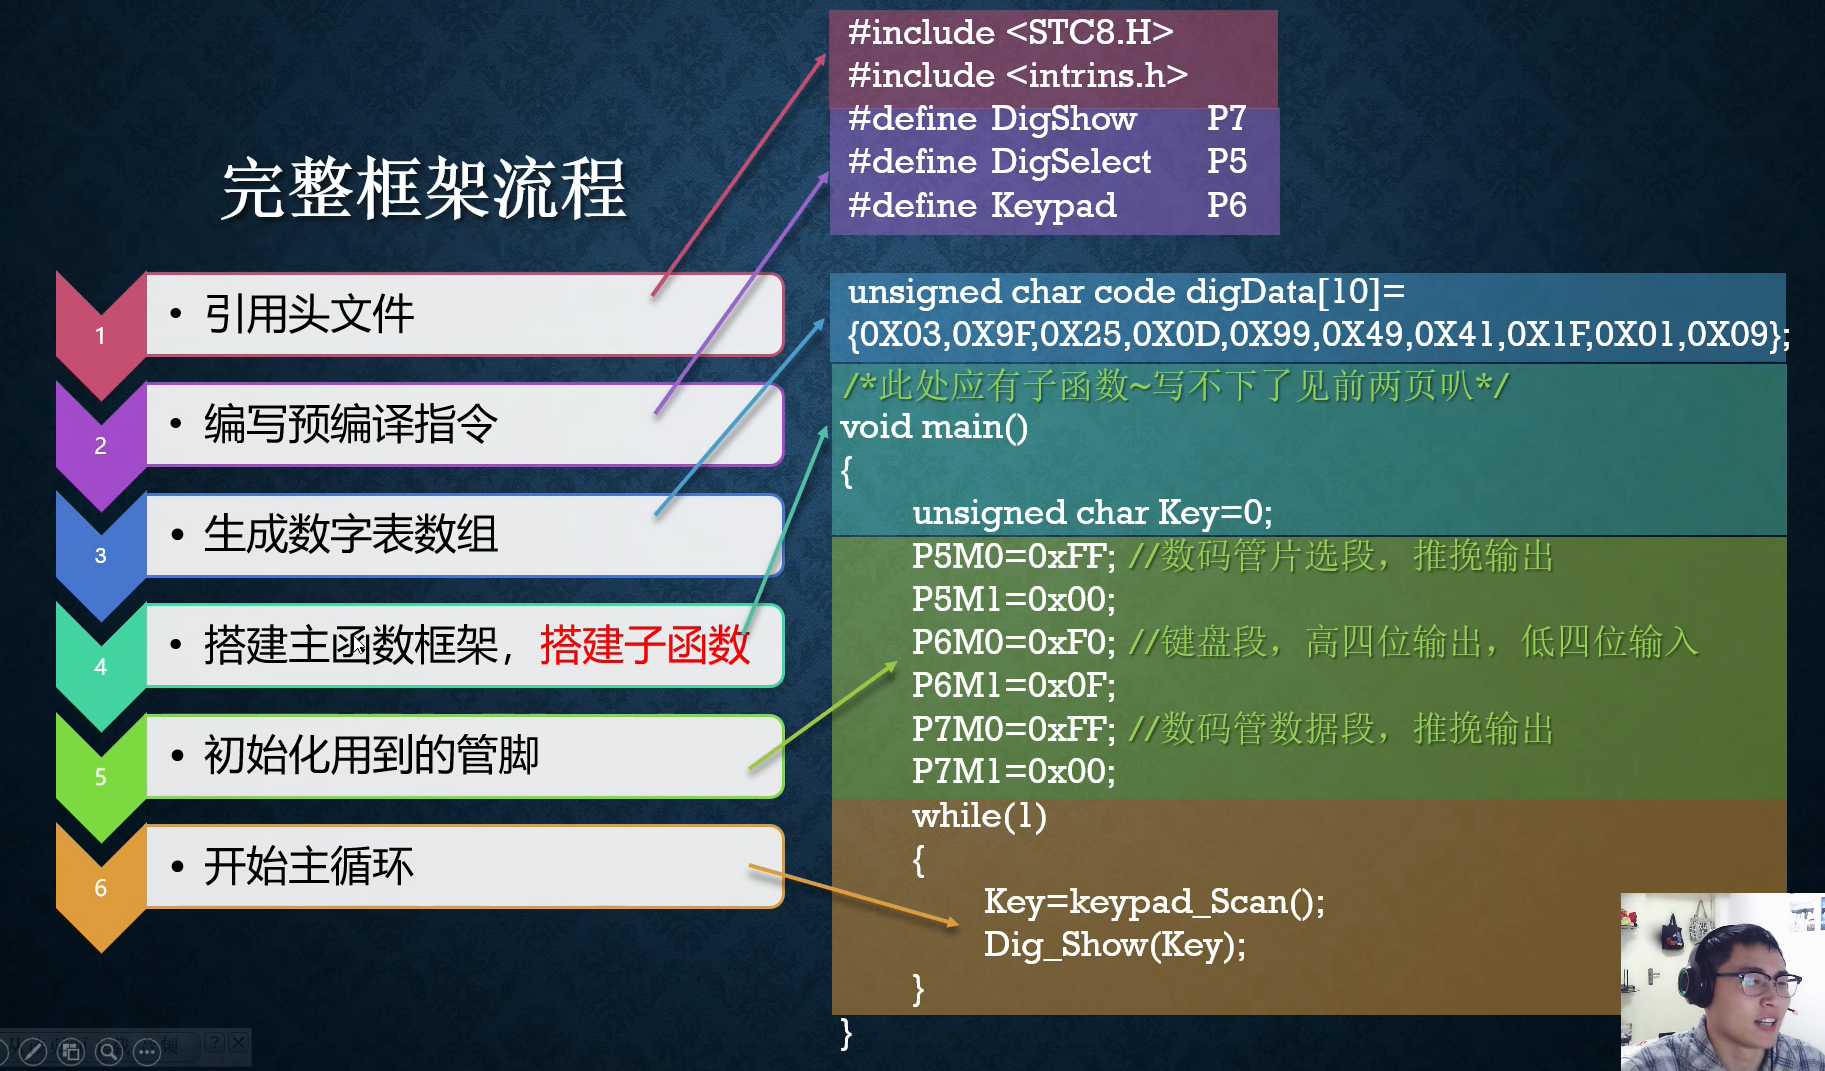 完整框架流程
1
• 引用头文件
2
• 编写预编译指令
3
• 生成数字表数组
4
• 搭建主函数框架，搭建子函数
5
• 初始化用到的管脚
6
• 开始主循环
#include <STC8.H>
#include <intrins.h>
#define DigShow P7
#define DigSelect P5
#define Keypad P6
unsigned char code digData[10]=
{0X03,0X9F,0X25,0X0D,0X99,0X49,0X41,0X1F,0X01,0X09};
/*此处应有子函数~写不下了见前两页叭*/
void main()
{
unsigned char Key=0;
P5M0=0xFF; //数码管片选段，推挽输出
P5M1=0x00;
P6M0=0xF0; //键盘段，高四位输出，低四位输入
P6M1=0x0F;
P7M0=0xFF; //数码管数据段，推挽输出
P7M1=0x00;
while(1)
{
Key=keypad_Scan();
Dig_Show(Key);
}
}